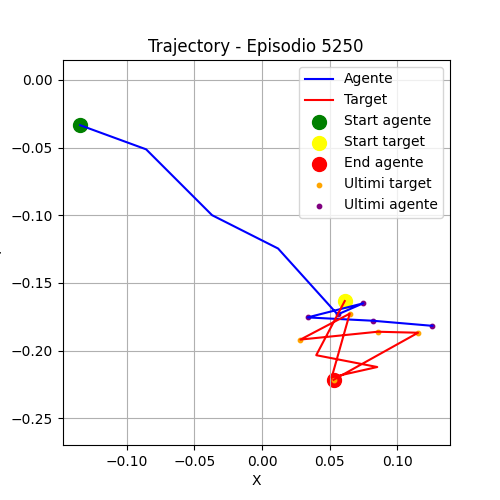 Trajectory - Episodio 5250
Agente
Target
Start agente
Start target
End agente
Ultimi target
Ultimi agente
0.00
−0.05
−0.10
−0.15
−0.20
−0.25
−0.10
−0.05
0.00
0.05
0.10
X